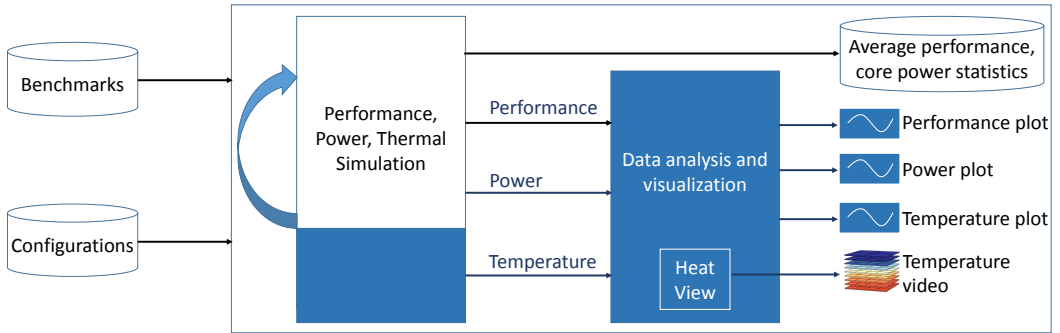 Benchmarks
Configurations
Performance,
Power, Thermal
Simulation
Performance
Power
Temperature
Data analysis and
visualization
Heat
View
Average performance,
core power statistics
Performance plot
Power plot
Temperature plot
Temperature
video